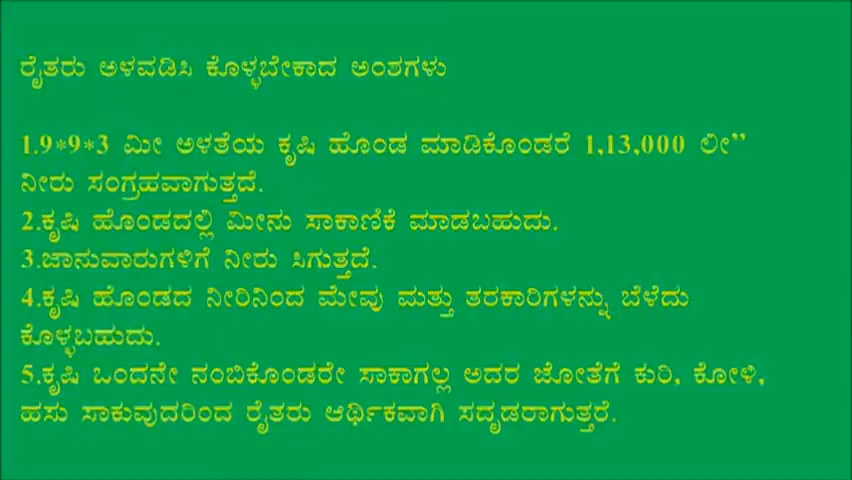 ರೈತರು ಅಳವಡಿಸಿ ಕೊಳ್ಳಬೇಕಾದ ಅಂಶಗಳು
1.9*9*3 ಮೀ ಅಳತೆಯ ಕೃಷಿ ಹೊಂಡ ಮಾಡಿಕೊಂಡರೆ 1,13,000 ಲೀ”
ನೀರು ಸಂಗ್ರಹವಾಗುತ್ತದೆ.
2.ಕೃಷಿ ಹೊಂಡದಲ್ಲಿ ಮೀನು ಸಾಕಾಣಿಕೆ ಮಾಡಬಹುದು.
3.ಜಾನುವಾರುಗಳಿಗೆ ನೀರು ಸಿಗುತ್ತದೆ.
4.ಕೃಷಿ ಹೊಂಡದ ನೀರಿನಿಂದ ಮೇವು ಮತ್ತು ತರಕಾರಿಗಳನ್ನು ಬೆಳೆದು
ಕೊಳ್ಳಬಹುದು.
5.ಕೃಷಿ ಒಂದನೇ ನಂಬಿಕೊಂಡರೇ ಸಾಕಾಗಲ್ಲ ಅದರ ಜೋತೆಗೆ ಕುರಿ, ಕೋಳಿ,
ಹಸು ಸಾಕುವುದರಿಂದ ರೈತರು ಆರ್ಥಿಕವಾಗಿ ಸದೃಡರಾಗುತ್ತರೆ.